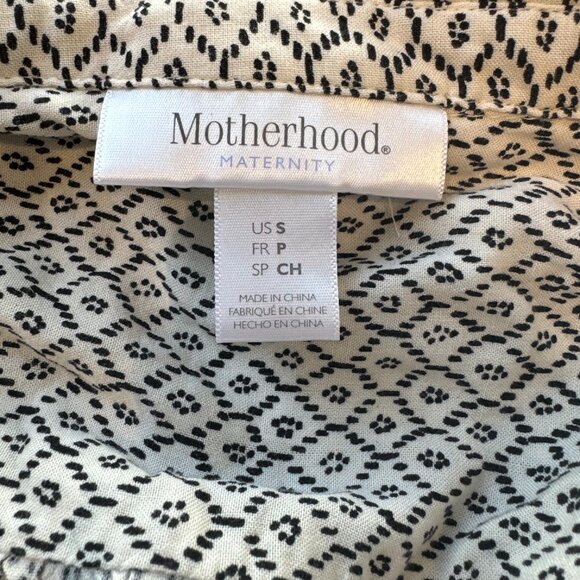 Motherhood®
MATERNITY
US S
FR P
SP CH
MADE IN CHINA
FABRIQUÉ EN CHINE
HECHO EN CHINA